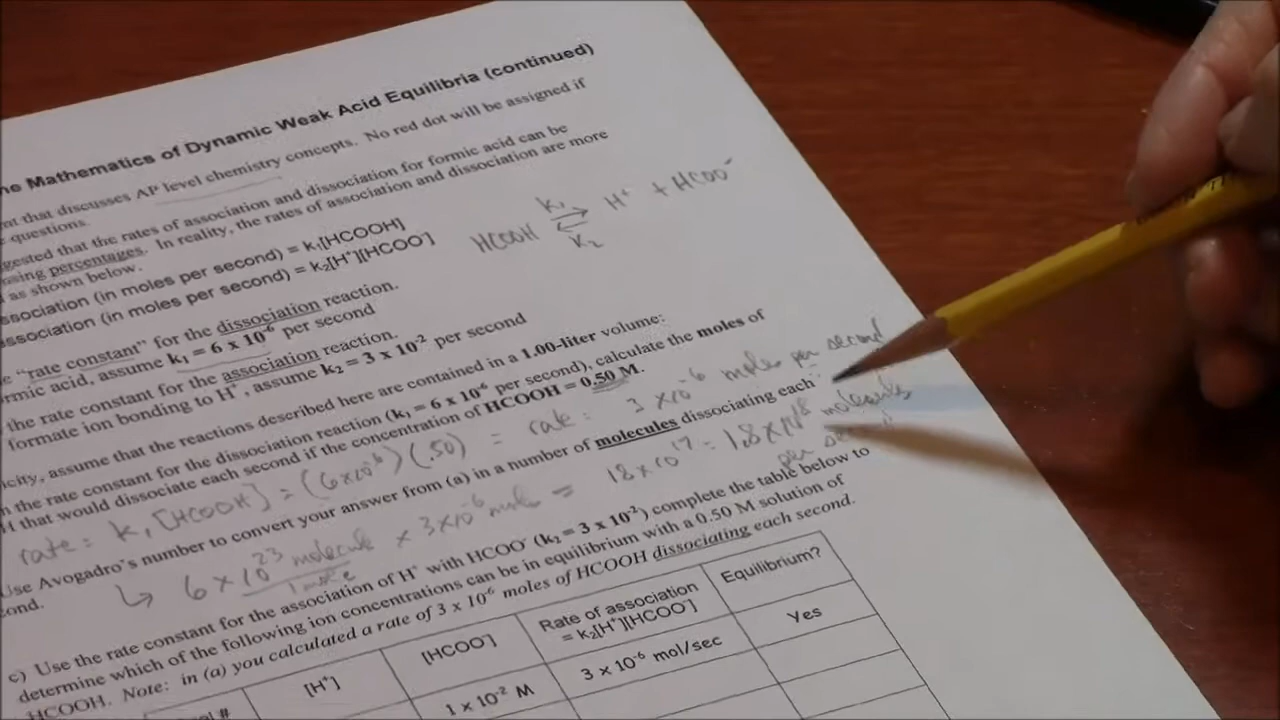 he Mathematics of Dynamic Weak Acid Equilibria (continued)
nt that discusses AP level chemistry concepts. No red dot will be assigned if
questions.
gested that the rates of association and dissociation for formic acid can be
using percentages. In reality, the rates of association and dissociation are more
as shown below.
ssociation (in moles per second) = k₁[HCOOH]
ssociation (in moles per second) = k₂[H⁺][HCOO⁻]
HCOOH k₁ ⇌ k₂ H⁺ + HCOO⁻
e "rate constant" for the dissociation reaction.
rmic acid, assume k₁ = 6 x 10⁻⁶ per second
the rate constant for the association reaction.
formate ion bonding to H⁺, assume k₂ = 3 x 10⁻² per second
icity, assume that the reactions described here are contained in a 1.00-liter volume:
the rate constant for the dissociation reaction (k₁ = 6 x 10⁻⁶ per second), calculate the moles of
H that would dissociate each second if the concentration of HCOOH = 0.50 M.
rate = k₁[HCOOH] = (6x10⁻⁶)(.50) = rate = 3 x10⁻⁶ moles per second
Use Avogadro's number to convert your answer from (a) in a number of molecules dissociating each
cond.
↳ 6 x 10²³ molecule / 1 mole x 3x10⁻⁶ mole = 18 x 10¹⁷ = 1.8 x 10¹⁸ molecules per second
c) Use the rate constant for the association of H⁺ with HCOO⁻ (k₂ = 3 x 10⁻²) complete the table below to
determine which of the following ion concentrations can be in equilibrium with a 0.50 M solution of
HCOOH. Note: in (a) you calculated a rate of 3 x 10⁻⁶ moles of HCOOH dissociating each second.
[H⁺] [HCOO⁻] Rate of association = k₂[H⁺][HCOO⁻] Equilibrium?
#
1 x 10⁻² M 3 x 10⁻⁶ mol/sec Yes